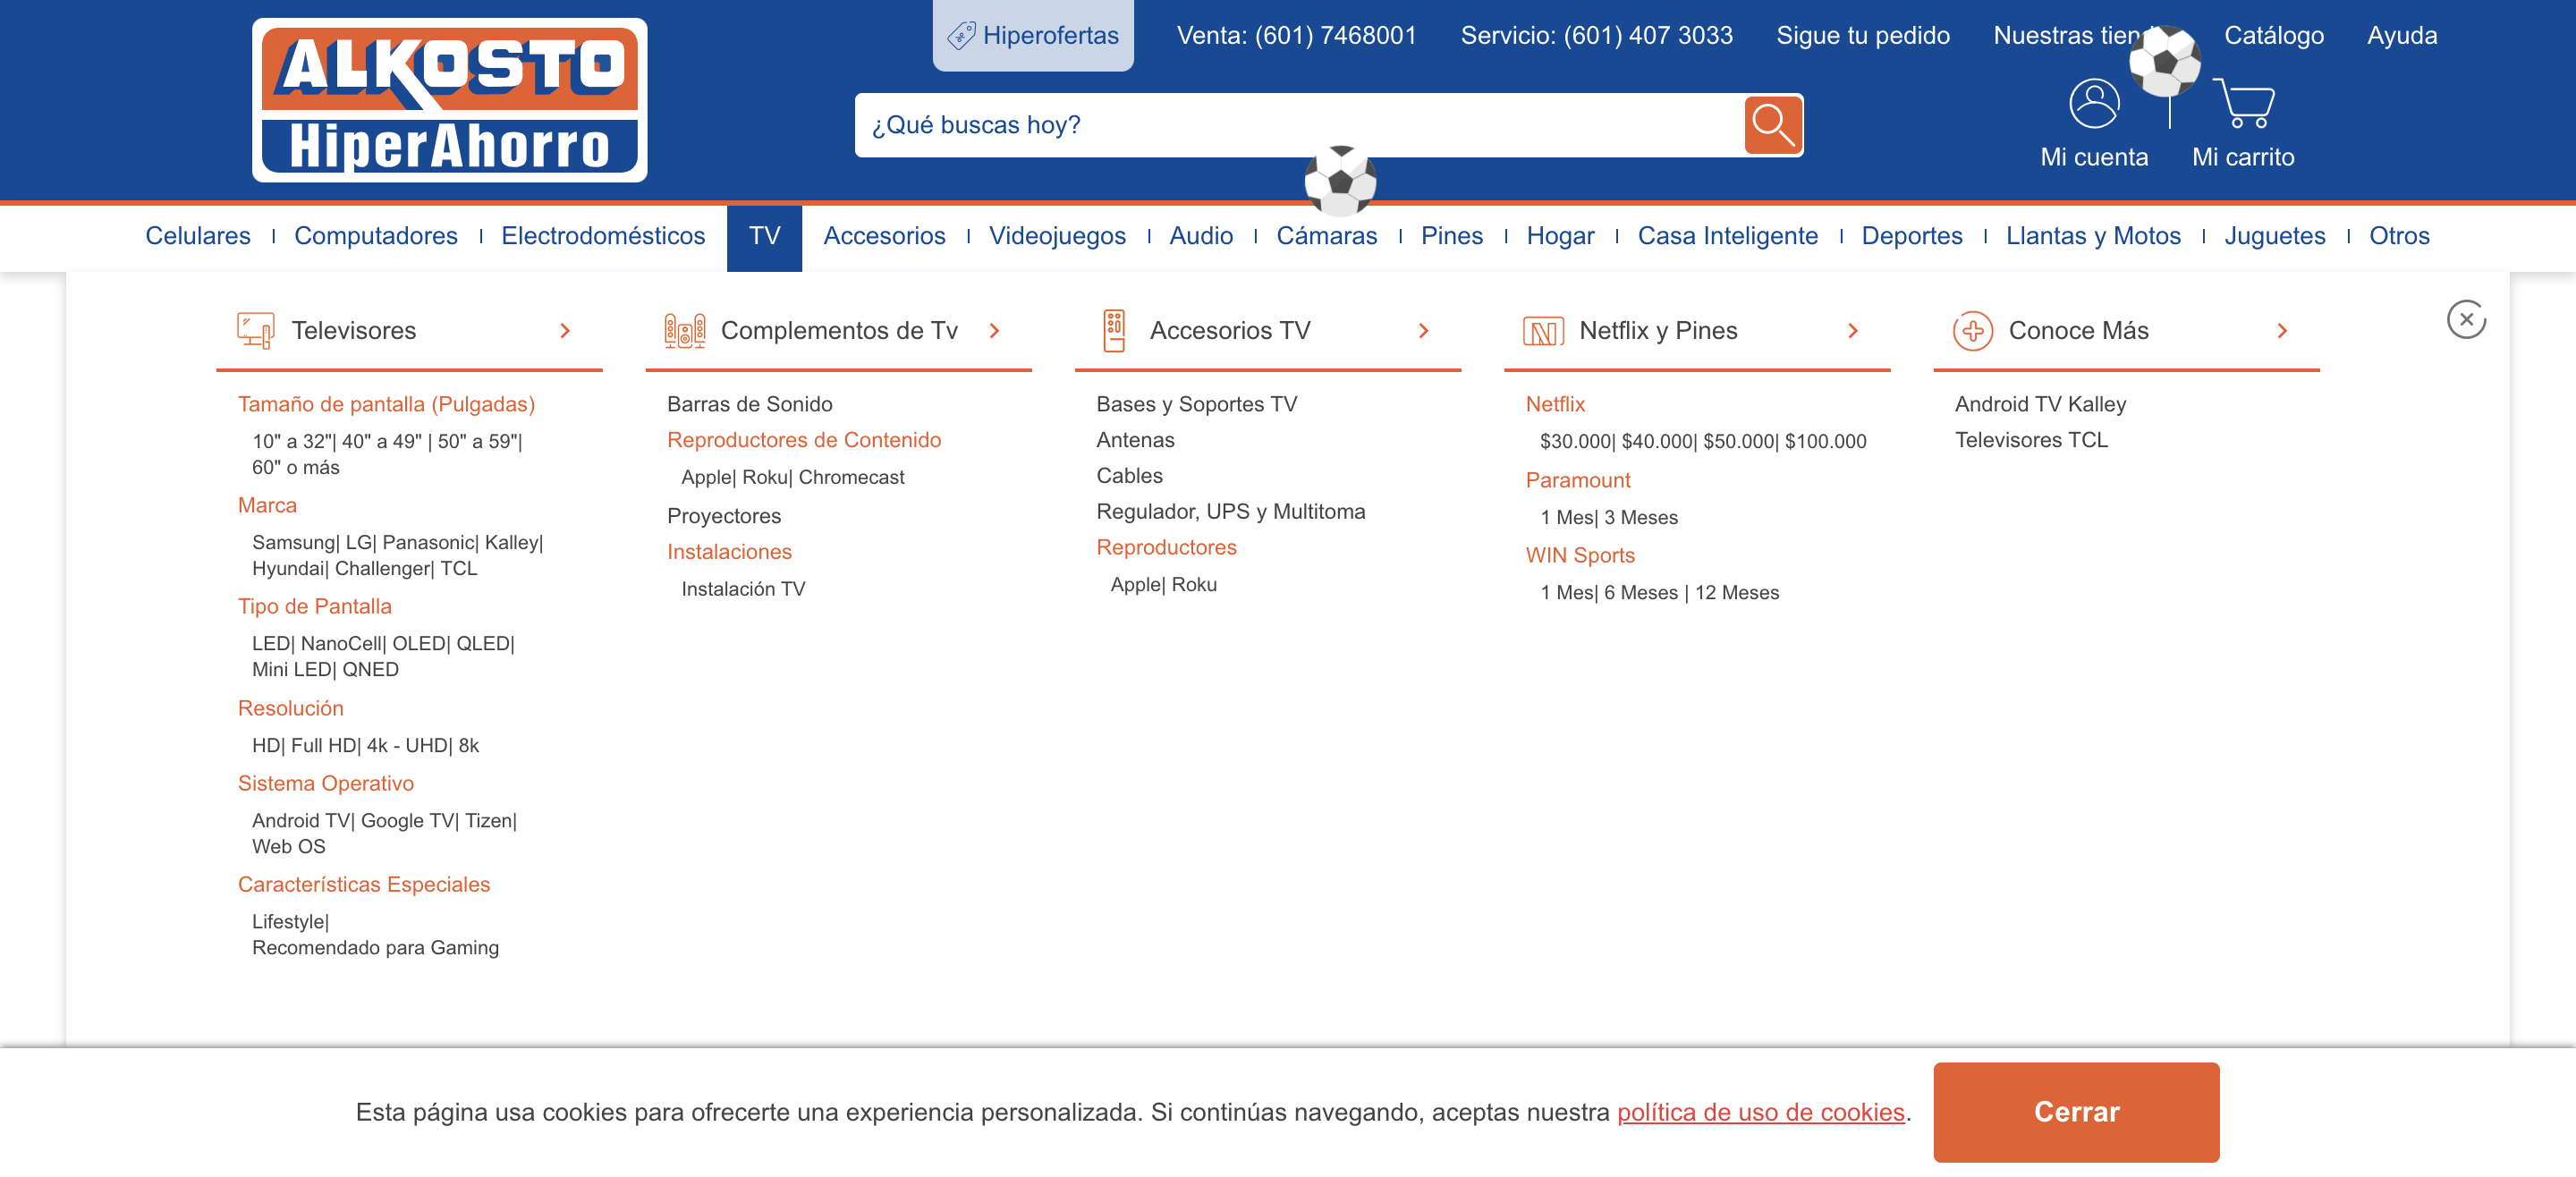 ALKOSTO
HiperAhorro
Hiperofertas
Venta: (601) 7468001
Servicio: (601) 407 3033
Sigue tu pedido
Nuestras tien
Catálogo
Ayuda
¿Qué buscas hoy?
Mi cuenta
Mi carrito
Celulares
Computadores
Electrodomésticos
TV
Accesorios
Videojuegos
Audio
Cámaras
Pines
Hogar
Casa Inteligente
Deportes
Llantas y Motos
Juguetes
Otros
Televisores
Tamaño de pantalla (Pulgadas)
10" a 32"| 40" a 49" | 50" a 59"|
60" o más
Marca
Samsung| LG| Panasonic| Kalley|
Hyundai| Challenger| TCL
Tipo de Pantalla
LED| NanoCell| OLED| QLED|
Mini LED| QNED
Resolución
HD| Full HD| 4k - UHD| 8k
Sistema Operativo
Android TV| Google TV| Tizen|
Web OS
Características Especiales
Lifestyle|
Recomendado para Gaming
Complementos de Tv
Barras de Sonido
Reproductores de Contenido
Apple| Roku| Chromecast
Proyectores
Instalaciones
Instalación TV
Accesorios TV
Bases y Soportes TV
Antenas
Cables
Regulador, UPS y Multitoma
Reproductores
Apple| Roku
Netflix y Pines
Netflix
$30.000| $40.000| $50.000| $100.000
Paramount
1 Mes| 3 Meses
WIN Sports
1 Mes| 6 Meses | 12 Meses
Conoce Más
Android TV Kalley
Televisores TCL
Esta página usa cookies para ofrecerte una experiencia personalizada. Si continúas navegando, aceptas nuestra política de uso de cookies.
Cerrar